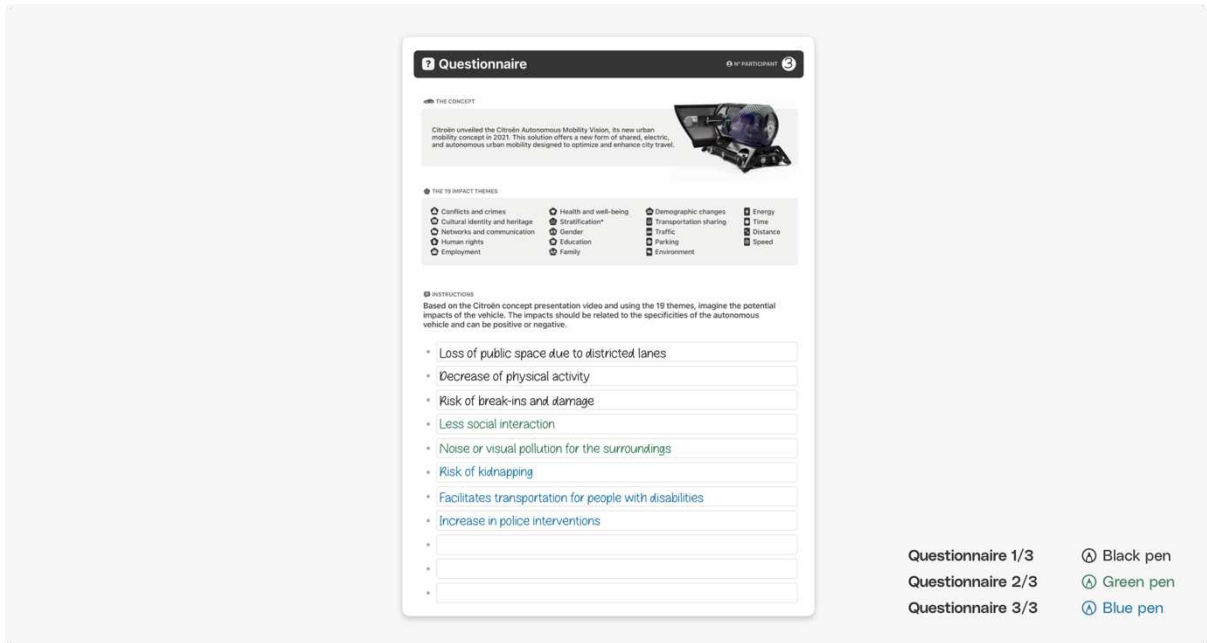 ? Questionnaire
N° PARTICIPANT 3
THE CONCEPT
Citroën unveiled the Citroën Autonomous Mobility Vision, its new urban
mobility concept in 2021. This solution offers a new form of shared, electric,
and autonomous urban mobility designed to optimize and enhance city travel.
THE 19 IMPACT THEMES
Conflicts and crimes
Cultural identity and heritage
Networks and communication
Human rights
Employment
Health and well-being
Stratification*
Gender
Education
Family
Demographic changes
Transportation sharing
Traffic
Parking
Environment
Energy
Time
Distance
Speed
INSTRUCTIONS
Based on the Citroën concept presentation video and using the 19 themes, imagine the potential
impacts of the vehicle. The impacts should be related to the specificities of the autonomous
vehicle and can be positive or negative.
Loss of public space due to districted lanes
Decrease of physical activity
Risk of break-ins and damage
Less social interaction
Noise or visual pollution for the surroundings
Risk of kidnapping
Facilitates transportation for people with disabilities
Increase in police interventions
Questionnaire 1/3 Black pen
Questionnaire 2/3 Green pen
Questionnaire 3/3 Blue pen